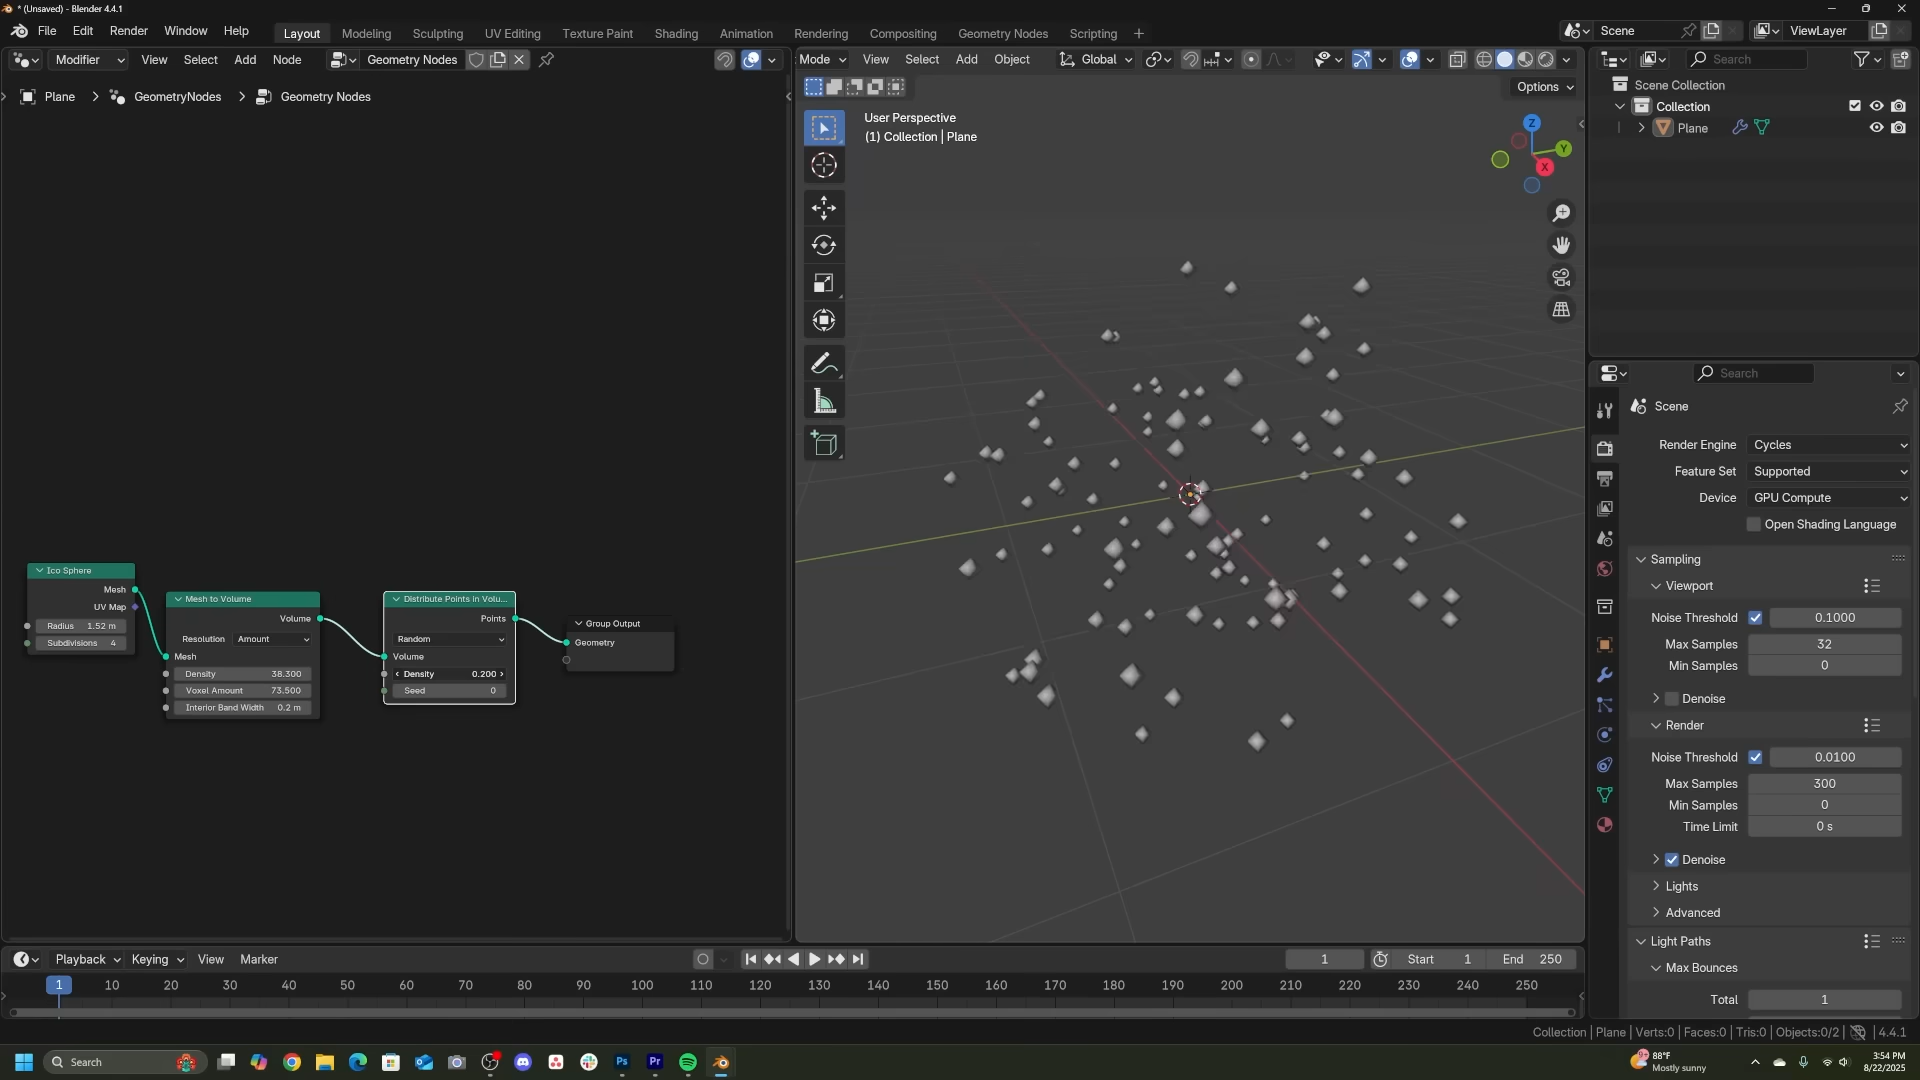 * (Unsaved) - Blender 4.4.1
File Edit Render Window Help
Layout Modeling Sculpting UV Editing Texture Paint Shading Animation Rendering Compositing Geometry Nodes Scripting +
Scene
ViewLayer
Modifier View Select Add Node Geometry Nodes
Mode View Select Add Object Global
Search
Plane > GeometryNodes > Geometry Nodes
Options
Scene Collection
Collection
Plane
User Perspective
(1) Collection | Plane
Z
Y
X
Search
Scene
Render Engine Cycles
Feature Set Supported
Device GPU Compute
Open Shading Language
Sampling
Viewport
Noise Threshold 0.1000
Max Samples 32
Min Samples 0
Denoise
Render
Noise Threshold 0.0100
Max Samples 300
Min Samples 0
Time Limit 0 s
Denoise
Lights
Advanced
Light Paths
Max Bounces
Total 1
Ico Sphere
Mesh
UV Map
Radius 1.52 m
Subdivisions 4
Mesh to Volume
Volume
Resolution Amount
Mesh
Density 38.300
Voxel Amount 73.500
Interior Band Width 0.2 m
Distribute Points in Volu...
Points
Random
Volume
Density 0.200
Seed 0
Group Output
Geometry
Playback Keying View Marker
1 Start 1 End 250
1 10 20 30 40 50 60 70 80 90 100 110 120 130 140 150 160 170 180 190 200 210 220 230 240 250
Collection | Plane | Verts:0 | Faces:0 | Tris:0 | Objects:0/2 | 4.4.1
Search
Ps
Pr
88°F
Mostly sunny
3:54 PM
8/22/2025